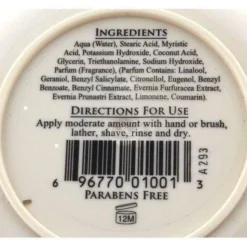 INGREDIENTS
Aqua (Water), Stearic Acid, Myristic
Acid, Potassium Hydroxide, Coconut Acid,
Glycerin, Triethanolamine, Sodium Hydroxide,
Parfum (Fragrance), (Parfum Contains: Linalool,
Geraniol, Benzyl Salicylate, Citronellol, Eugenol, Benzyl
Benzoate, Benzyl Cinnamate, Evernia Furfuracea Extract,
Evernia Prunastri Extract, Limonene, Coumarin).
DIRECTIONS FOR USE
Apply moderate amount with hand or brush,
lather, shave, rinse and dry.
6 96770 01001 3
A293
PARABENS FREE
12M